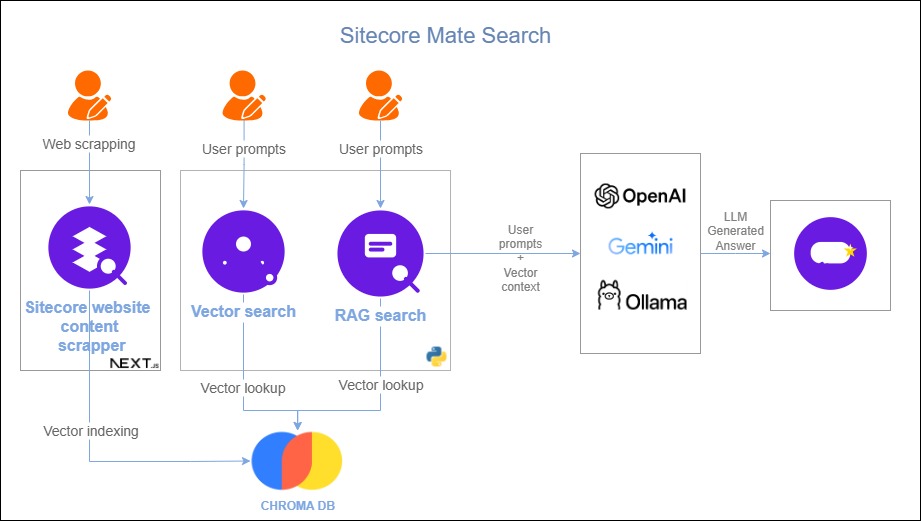 Sitecore Mate Search
Web scrapping
User prompts
User prompts
Sitecore website
content
scrapper
NEXT.JS
Vector search
RAG search
User
prompts
+
Vector
context
OpenAI
Gemini
Ollama
LLM
Generated
Answer
Vector lookup
Vector lookup
Vector indexing
CHROMA DB